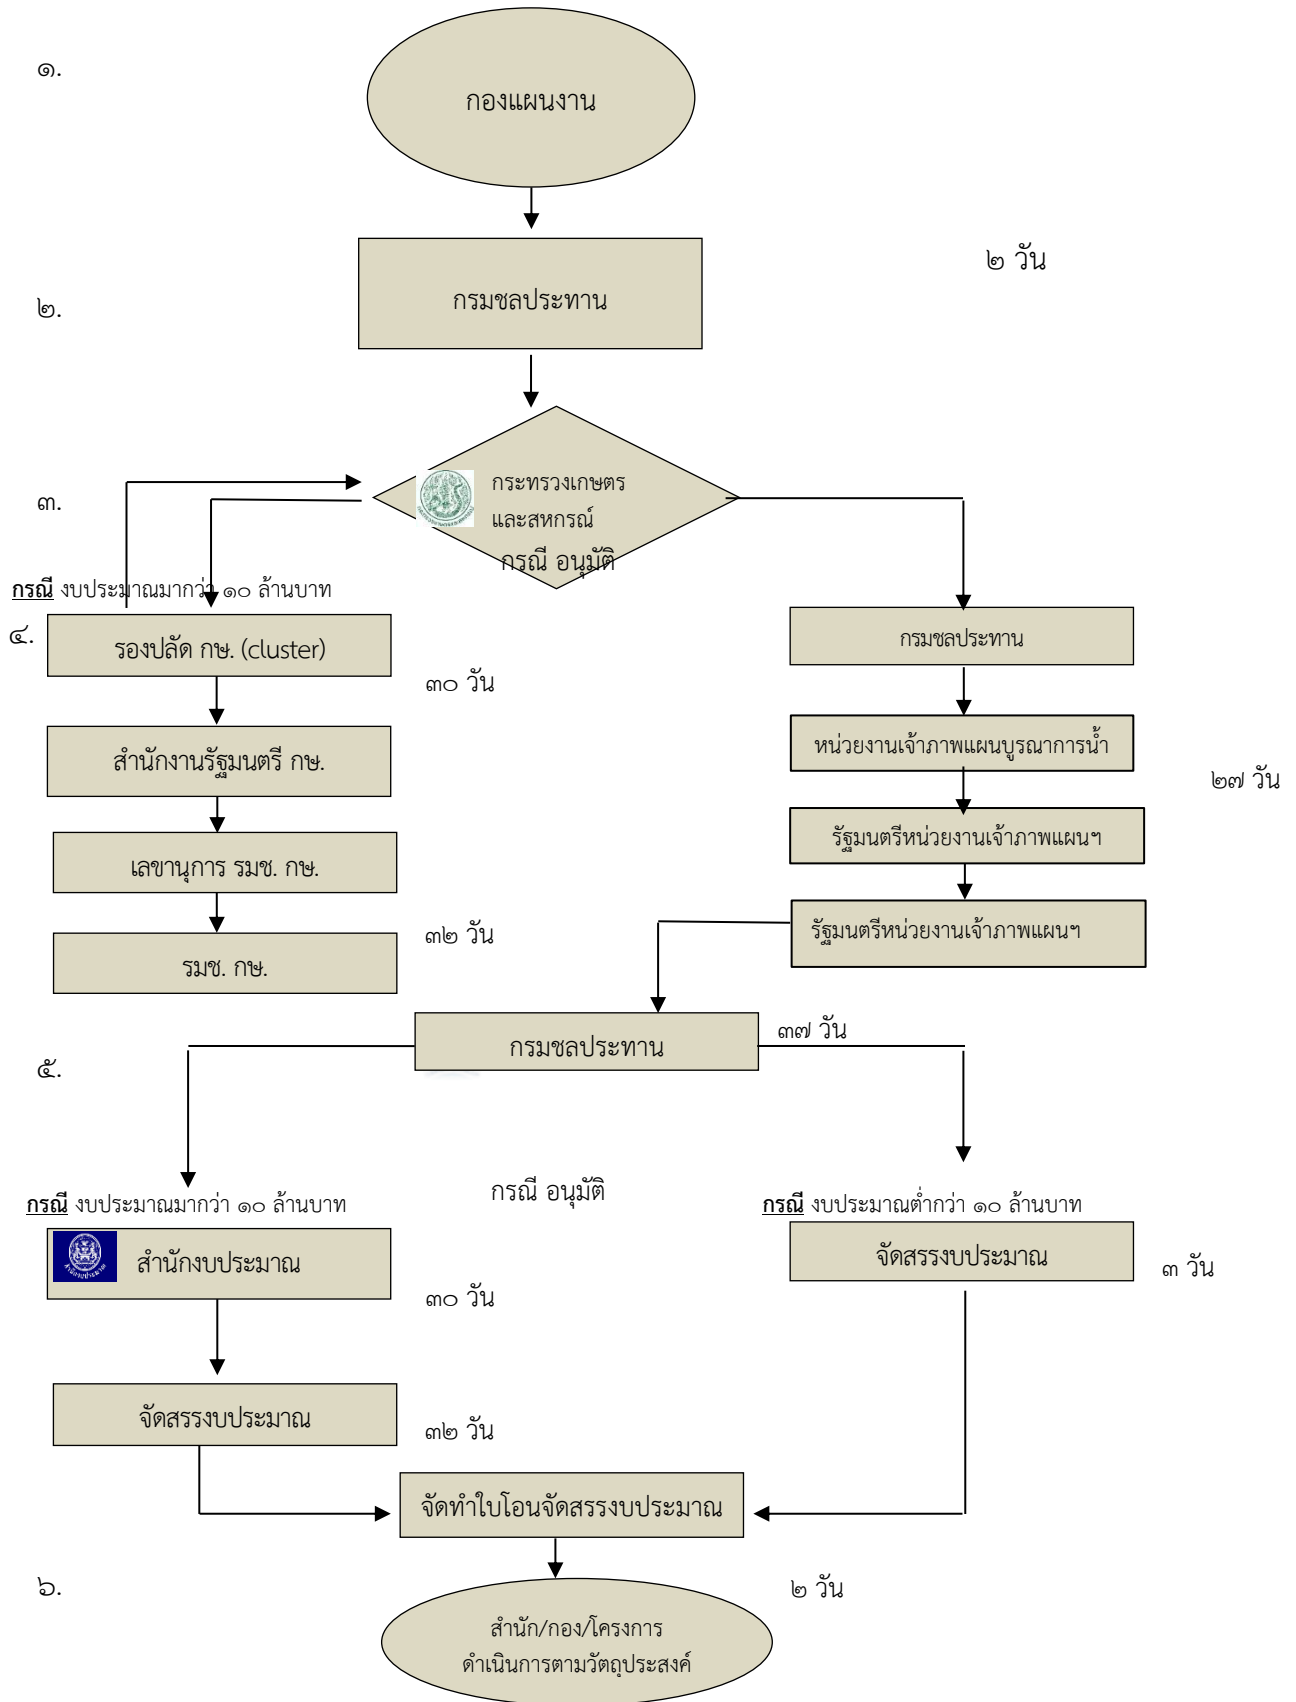 ๑.
กองแผนงาน
๒ วัน
กรมชลประทาน
๒.
กระทรวงเกษตร
๓.
และสหกรณ์
กรณี อนุมัติ
กรณี งบประมาณมากว่า ๑๐ ล้านบาท
๔.
รองปลัด กษ. (cluster)
กรมชลประทาน
๓๐ วัน
หน่วยงานเจ้าภาพแผนบูรณาการน้ำ
สำนักงานรัฐมนตรี กษ.
๒๗ วัน
รัฐมนตรีหน่วยงานเจ้าภาพแผนฯ
เลขานุการ รมช. กษ.
รัฐมนตรีหน่วยงานเจ้าภาพแผนฯ
๓๒ วัน
รมช. กษ.
๓๗ วัน
กรมชลประทาน
๕.
กรณี อนุมัติ
กรณี งบประมาณมากว่า ๑๐ ล้านบาท
กรณี งบประมาณต่ำกว่า ๑๐ ล้านบาท
สำนักงบประมาณ
จัดสรรงบประมาณ
๓ วัน
๓๐ วัน
จัดสรรงบประมาณ
๓๒ วัน
จัดทำใบโอนจัดสรรงบประมาณ
๖.
๒ วัน
สำนัก/กอง/โครงการ
ดำเนินการตามวัตถุประสงค์